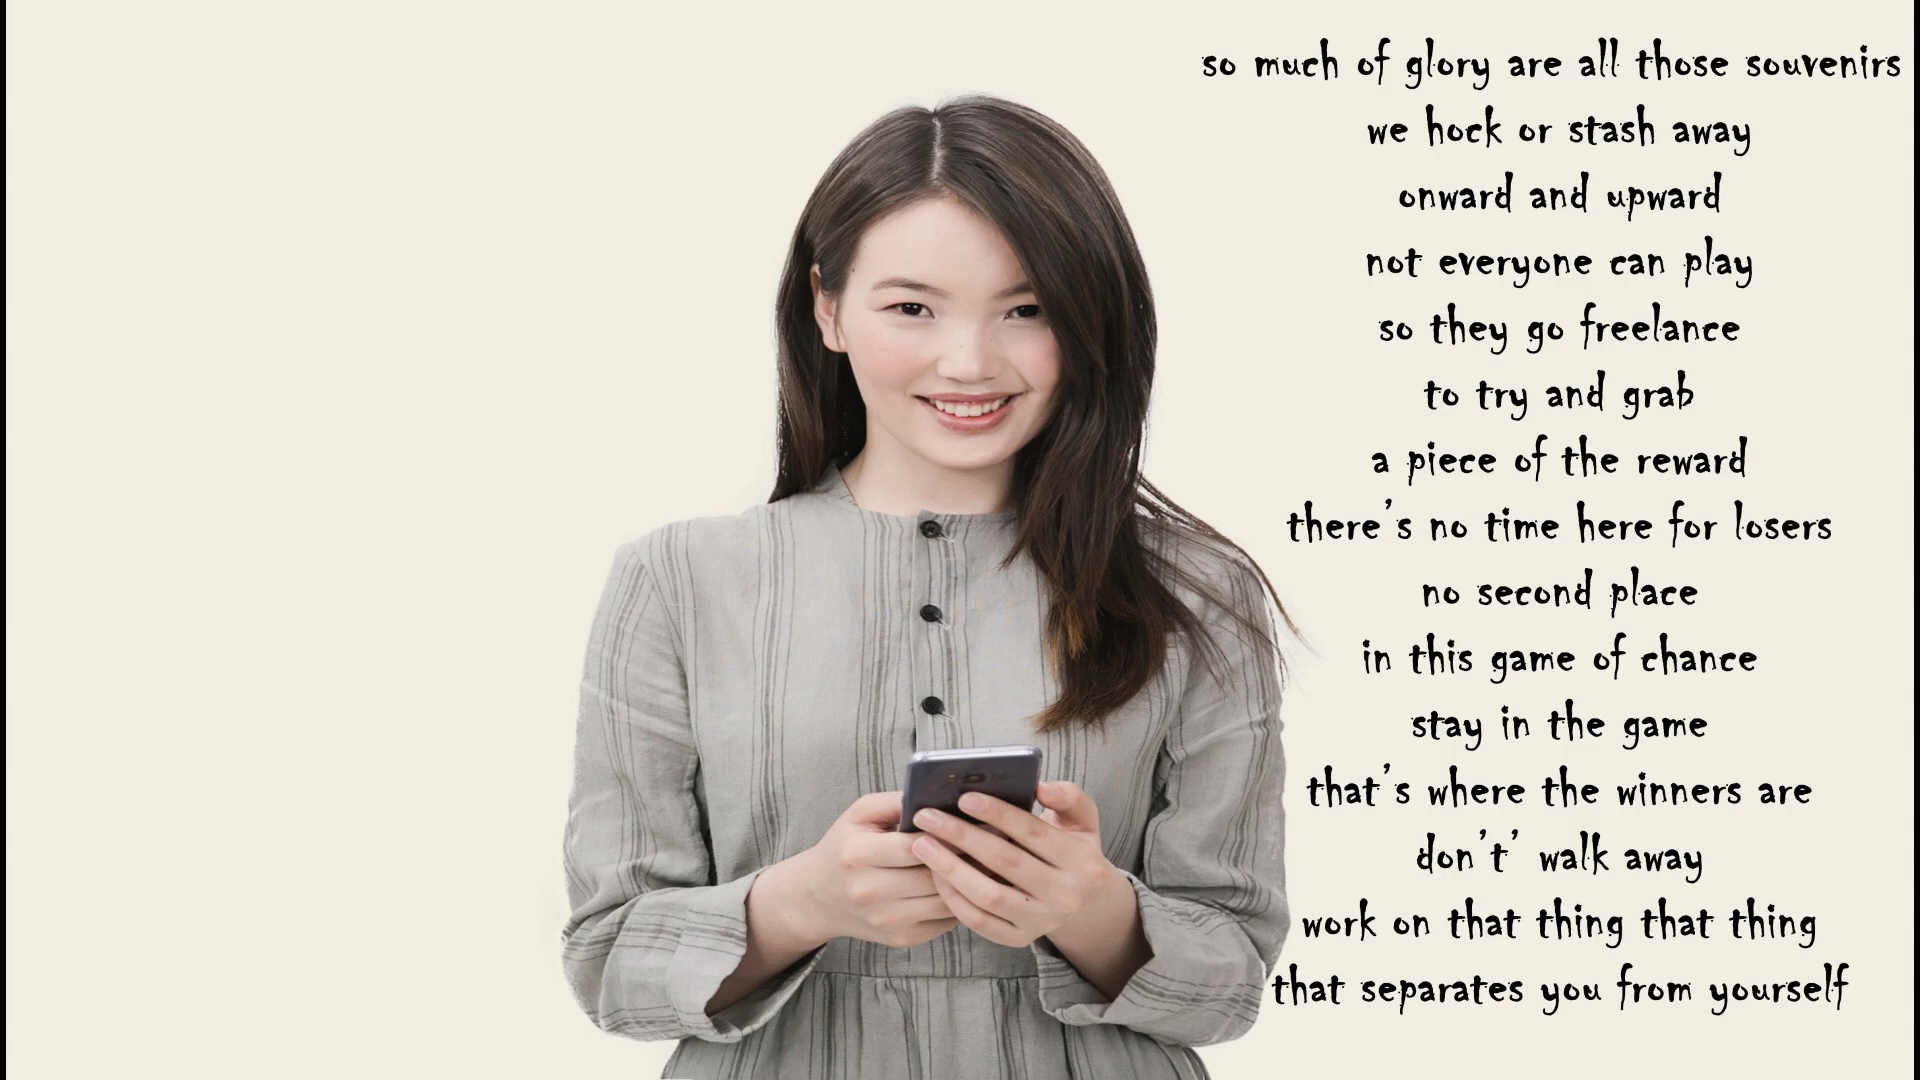 so much of glory are all those souvenirs
we hock or stash away
onward and upward
not everyone can play
so they go freelance
to try and grab
a piece of the reward
there's no time here for losers
no second place
in this game of chance
stay in the game
that's where the winners are
don't' walk away
work on that thing that thing
that separates you from yourself